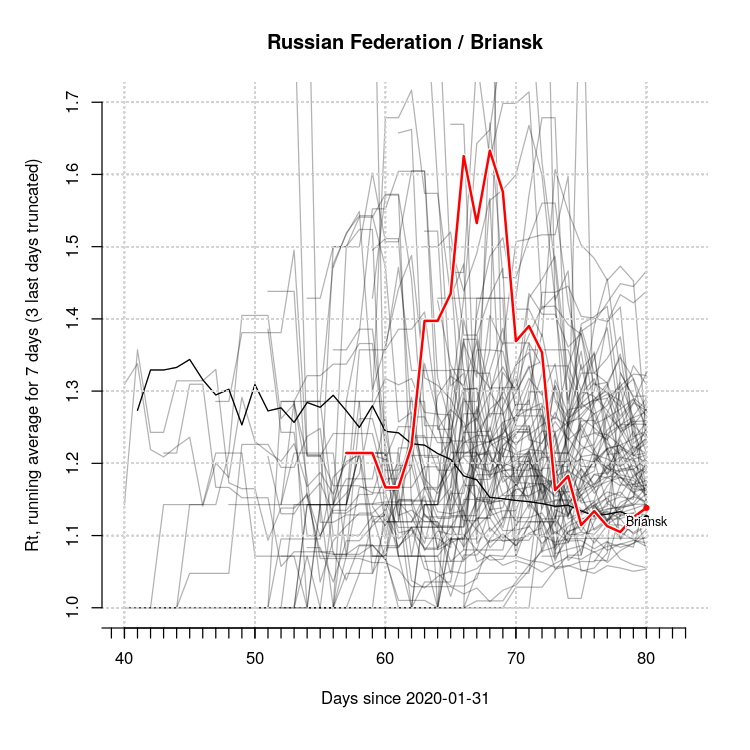 Russian Federation / Briansk
Rt, running average for 7 days (3 last days truncated)
1.7
1.6
1.5
1.4
1.3
1.2
1.1
1.0
Briansk
40 50 60 70 80
Days since 2020-01-31